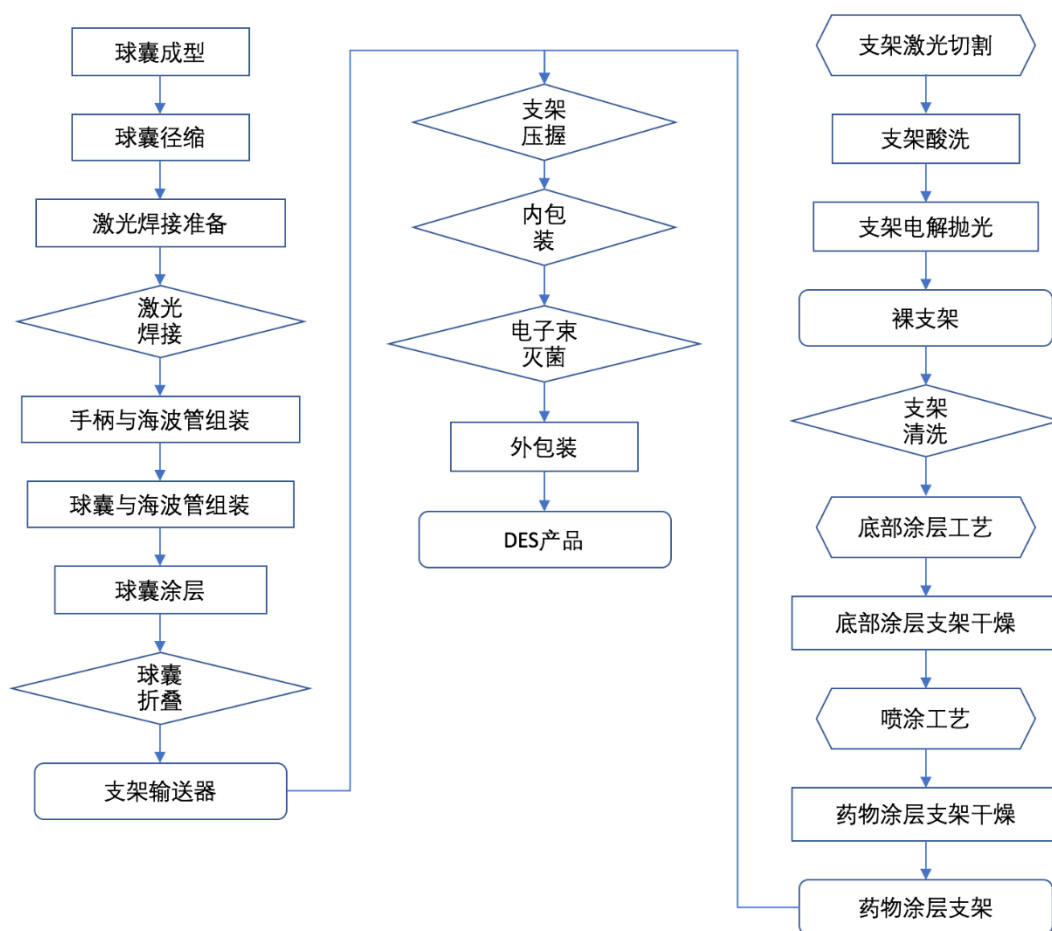 球囊成型
球囊径缩
激光焊接准备
激光
焊接
手柄与海波管组装
球囊与海波管组装
球囊涂层
球囊
折叠
支架输送器
支架
压握
内包
装
电子束
灭菌
外包装
DES产品
支架激光切割
支架酸洗
支架电解抛光
裸支架
支架
清洗
底部涂层工艺
底部涂层支架干燥
喷涂工艺
药物涂层支架干燥
药物涂层支架